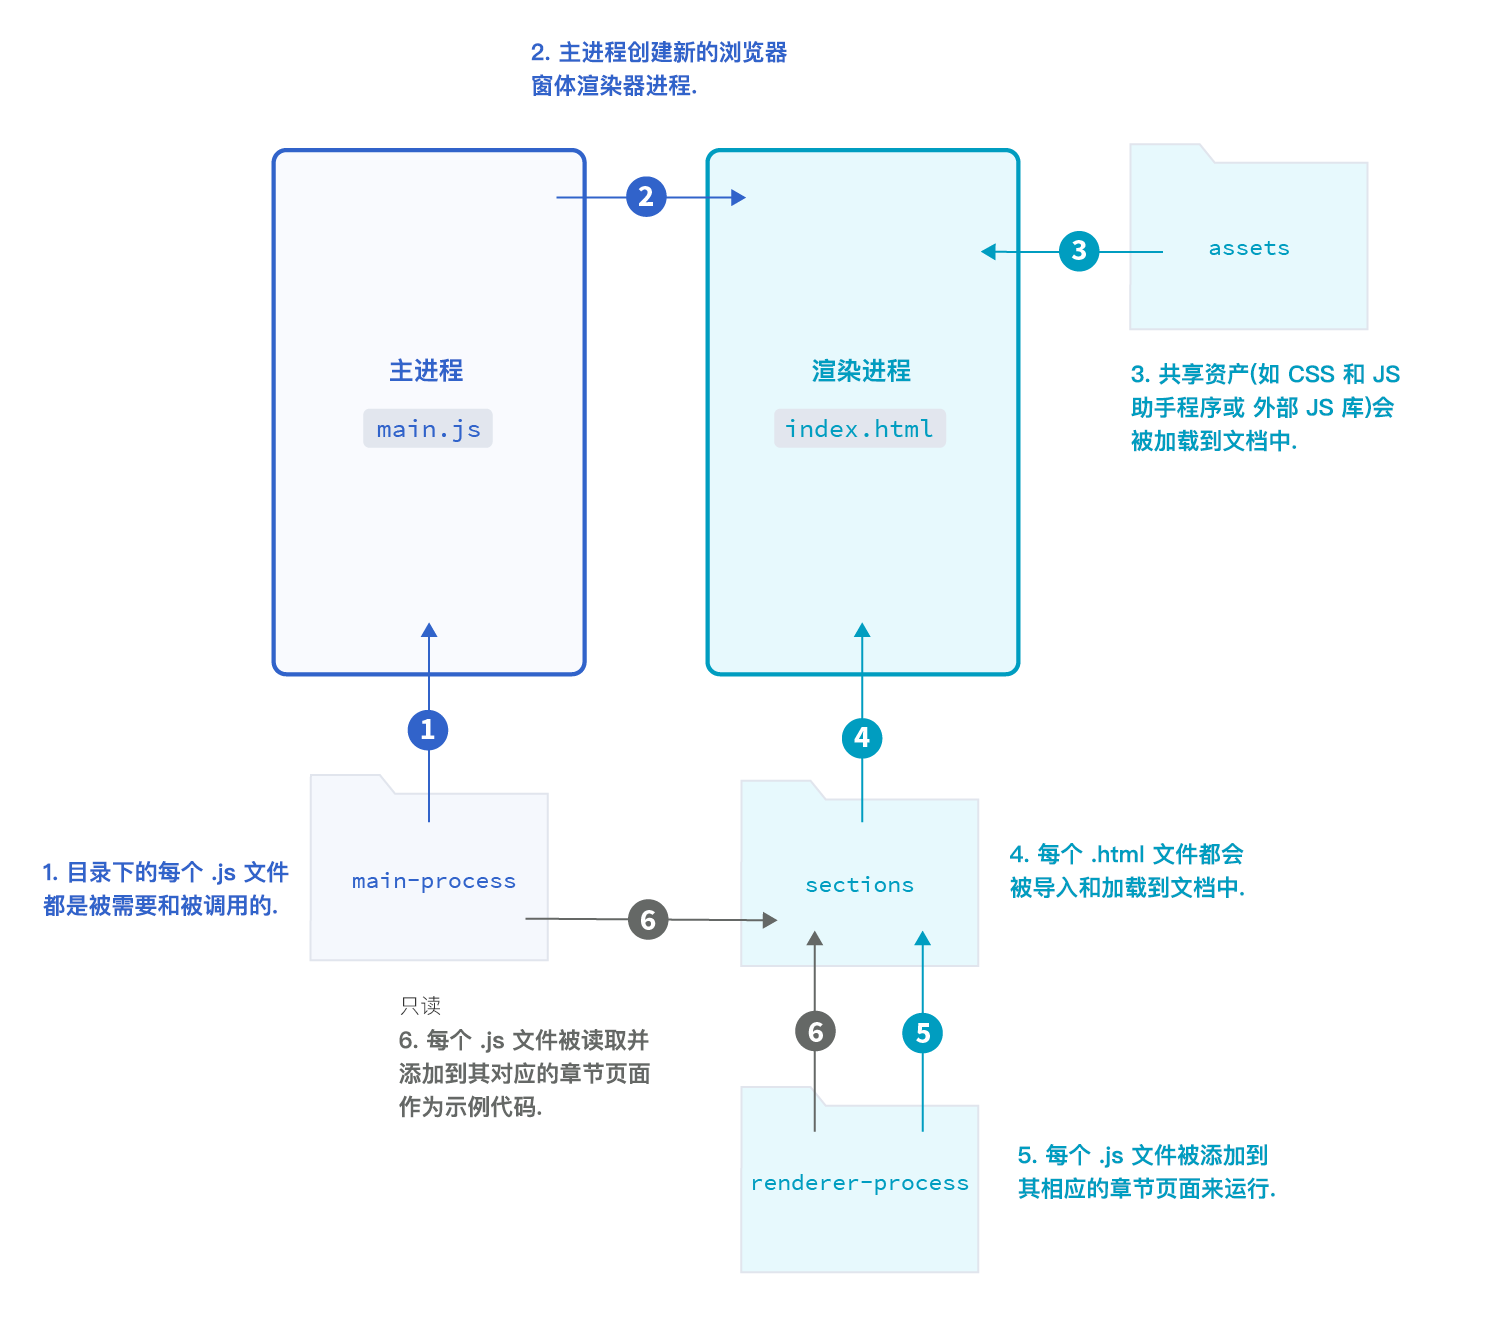 2. 主进程创建新的浏览器
窗体渲染器进程.
2
3
assets
主进程
main.js
渲染进程
index.html
3. 共享资产(如 CSS 和 JS
助手程序或 外部 JS 库)会
被加载到文档中.
1
4
1. 目录下的每个 .js 文件
都是被需要和被调用的.
main-process
sections
4. 每个 .html 文件都会
被导入和加载到文档中.
6
只读
6. 每个 .js 文件被读取并
添加到其对应的章节页面
作为示例代码.
6
5
renderer-process
5. 每个 .js 文件被添加到
其相应的章节页面来运行.